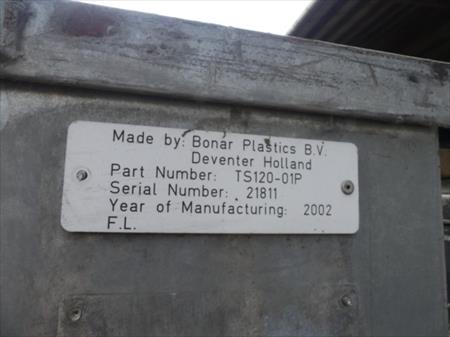 Made by: Bonar Plastics B.V.
Deventer Holland
Part Number: TS120-01P
Serial Number: 21811
Year of Manufacturing: 2002
F.L.